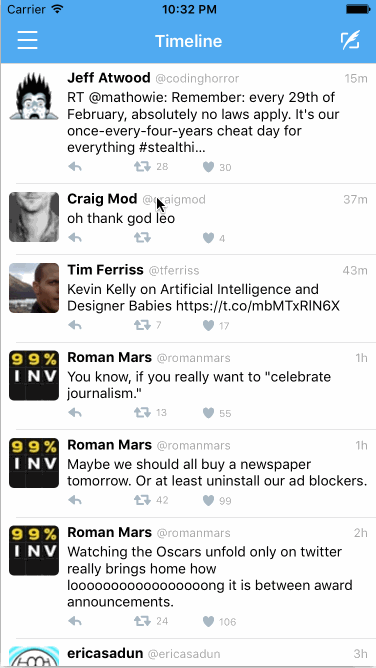 Carrier 10:32 PM
Timeline
Jeff Atwood @codinghorror 15m
RT @mathowie: Remember: every 29th of
February, absolutely no laws apply. It's our
once-every-four-years cheat day for
everything #stealthi...
28 30
Craig Mod @craigmod 37m
oh thank god leo
4
Tim Ferriss @tferriss 43m
Kevin Kelly on Artificial Intelligence and
Designer Babies https://t.co/mbMTxRlN6X
7 17
99%
INV
Roman Mars @romanmars 1h
You know, if you really want to "celebrate
journalism."
13 55
99%
INV
Roman Mars @romanmars 1h
Maybe we should all buy a newspaper
tomorrow. Or at least uninstall our ad blockers.
42 99
99%
INV
Roman Mars @romanmars 2h
Watching the Oscars unfold only on twitter
really brings home how
looooooooooooooooong it is between award
announcements.
24 106
ericasadun @ericasadun 3h